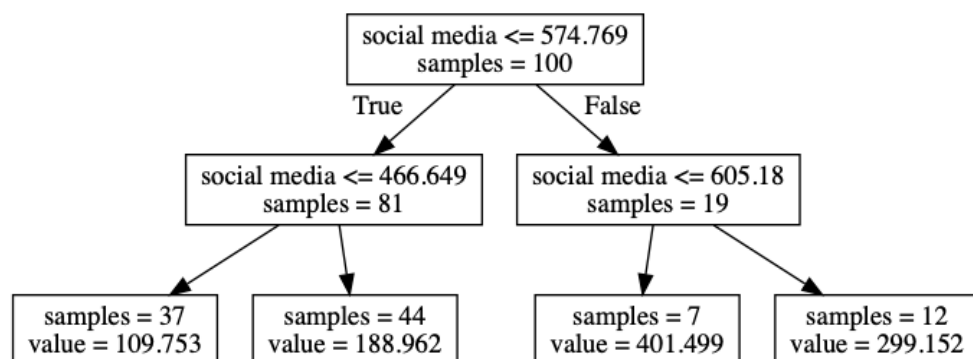 social media <= 574.769
samples = 100
True
False
social media <= 466.649
samples = 81
social media <= 605.18
samples = 19
samples = 37
value = 109.753
samples = 44
value = 188.962
samples = 7
value = 401.499
samples = 12
value = 299.152